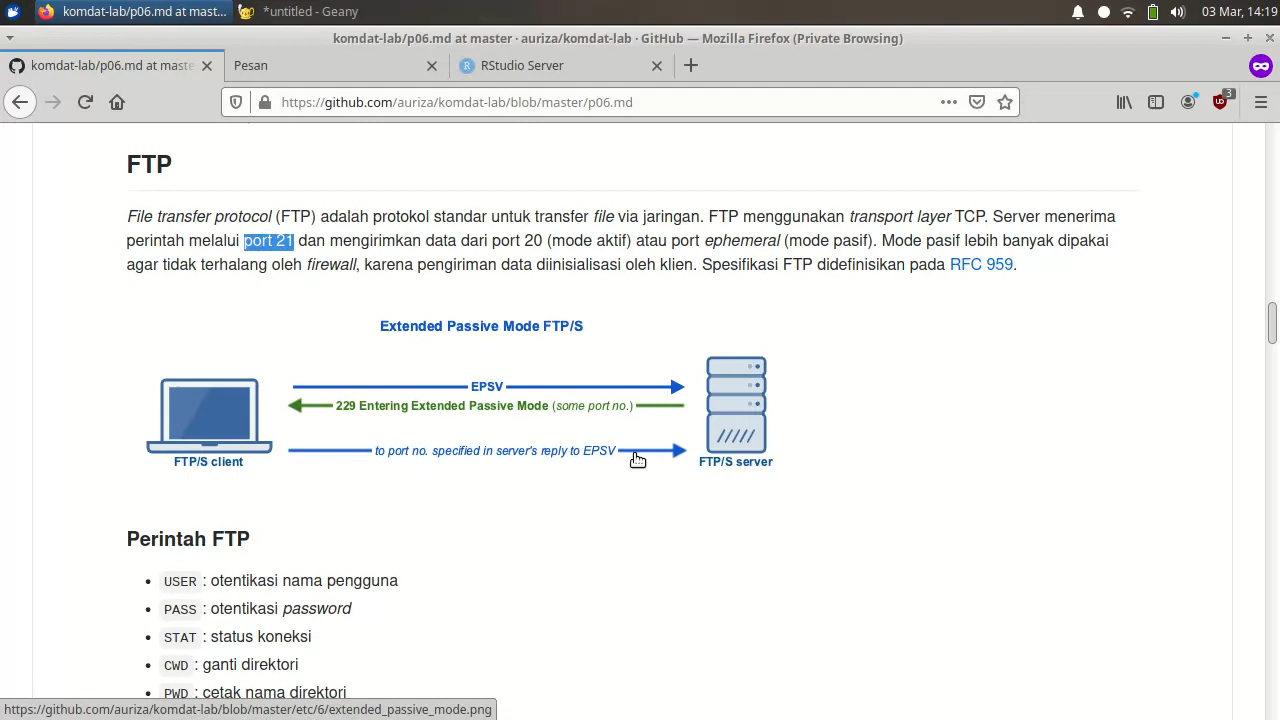 komdat-lab/p06.md at mast...
*untitled - Geany
03 Mar, 14:19
komdat-lab/p06.md at master · auriza/komdat-lab · GitHub — Mozilla Firefox (Private Browsing)
komdat-lab/p06.md at maste
Pesan
RStudio Server
https://github.com/auriza/komdat-lab/blob/master/p06.md
3
FTP
File transfer protocol (FTP) adalah protokol standar untuk transfer file via jaringan. FTP menggunakan transport layer TCP. Server menerima
perintah melalui port 21 dan mengirimkan data dari port 20 (mode aktif) atau port ephemeral (mode pasif). Mode pasif lebih banyak dipakai
agar tidak terhalang oleh firewall, karena pengiriman data diinisialisasi oleh klien. Spesifikasi FTP didefinisikan pada RFC 959.
Extended Passive Mode FTP/S
EPSV
229 Entering Extended Passive Mode (some port no.)
to port no. specified in server's reply to EPSV
FTP/S client
FTP/S server
Perintah FTP
• USER : otentikasi nama pengguna
• PASS : otentikasi password
• STAT : status koneksi
• CWD : ganti direktori
• PWD : cetak nama direktori
https://github.com/auriza/komdat-lab/blob/master/etc/6/extended_passive_mode.png